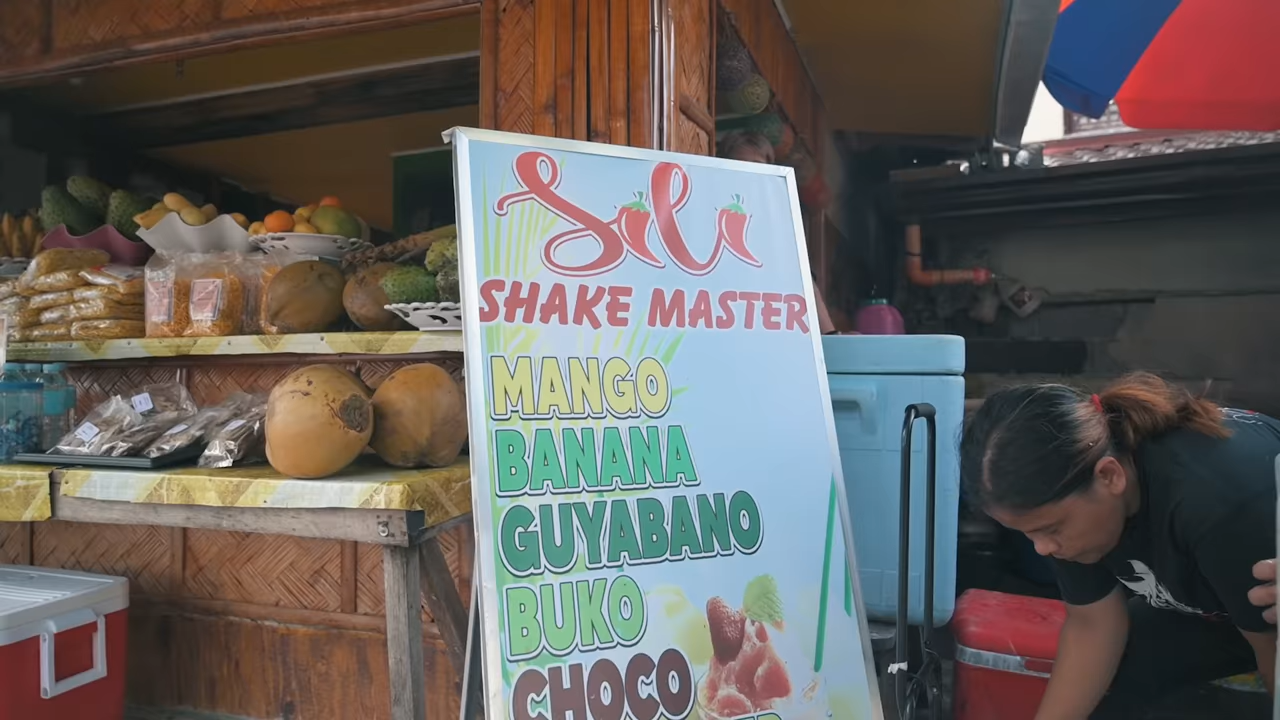 Sili
SHAKE MASTER
MANGO
BANANA
GUYABANO
BUKO
CHOCO